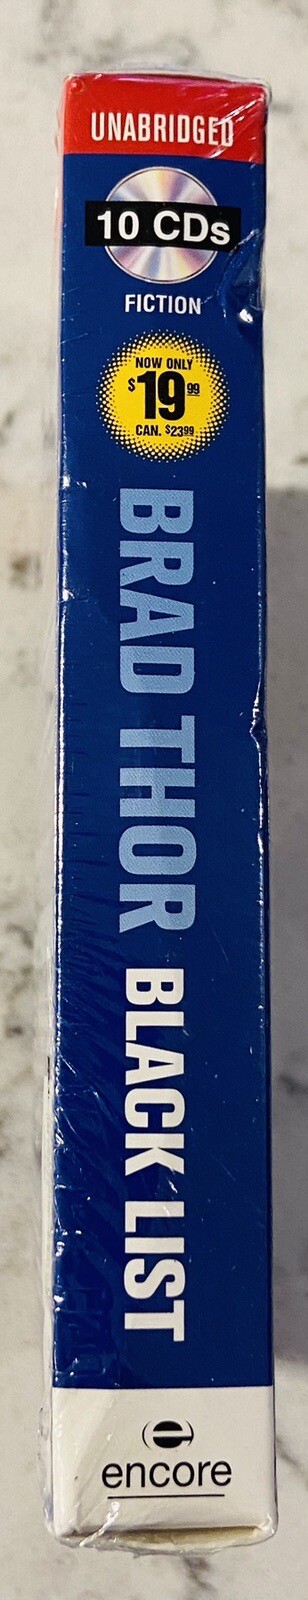 UNABRIDGED
10 CDs
FICTION
NOW ONLY
$19.99
CAN. $23.99
BRAD THOR
BLACK LIST
encore